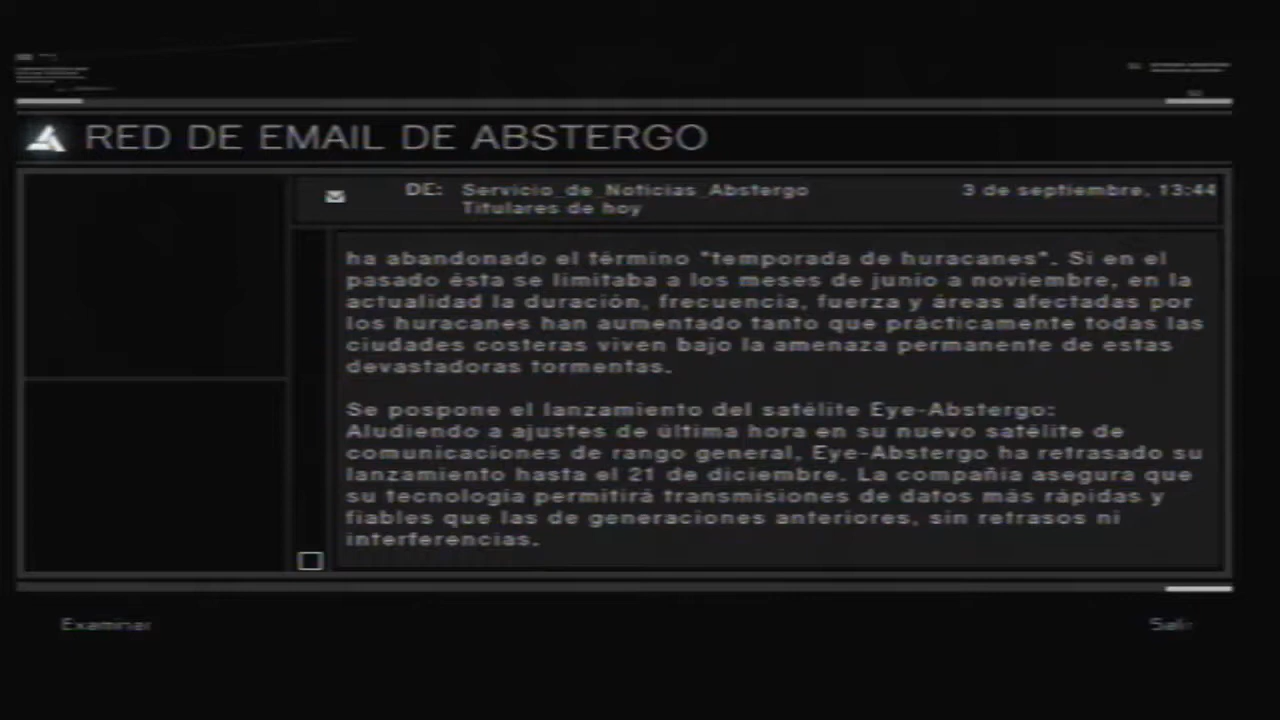 RED DE EMAIL DE ABSTERGO
DE: Servicio_de_Noticias_Abstergo 3 de septiembre, 13:44
Titulares de hoy
ha abandonado el término "temporada de huracanes". Si en el
pasado ésta se limitaba a los meses de junio a noviembre, en la
actualidad la duración, frecuencia, fuerza y áreas afectadas por
los huracanes han aumentado tanto que prácticamente todas las
ciudades costeras viven bajo la amenaza permanente de estas
devastadoras tormentas.
Se pospone el lanzamiento del satélite Eye-Abstergo:
Aludiendo a ajustes de última hora en su nuevo satélite de
comunicaciones de rango general, Eye-Abstergo ha retrasado su
lanzamiento hasta el 21 de diciembre. La compañía asegura que
su tecnología permitirá transmisiones de datos más rápidas y
fiables que las de generaciones anteriores, sin retrasos ni
interferencias.
Examinar Salir